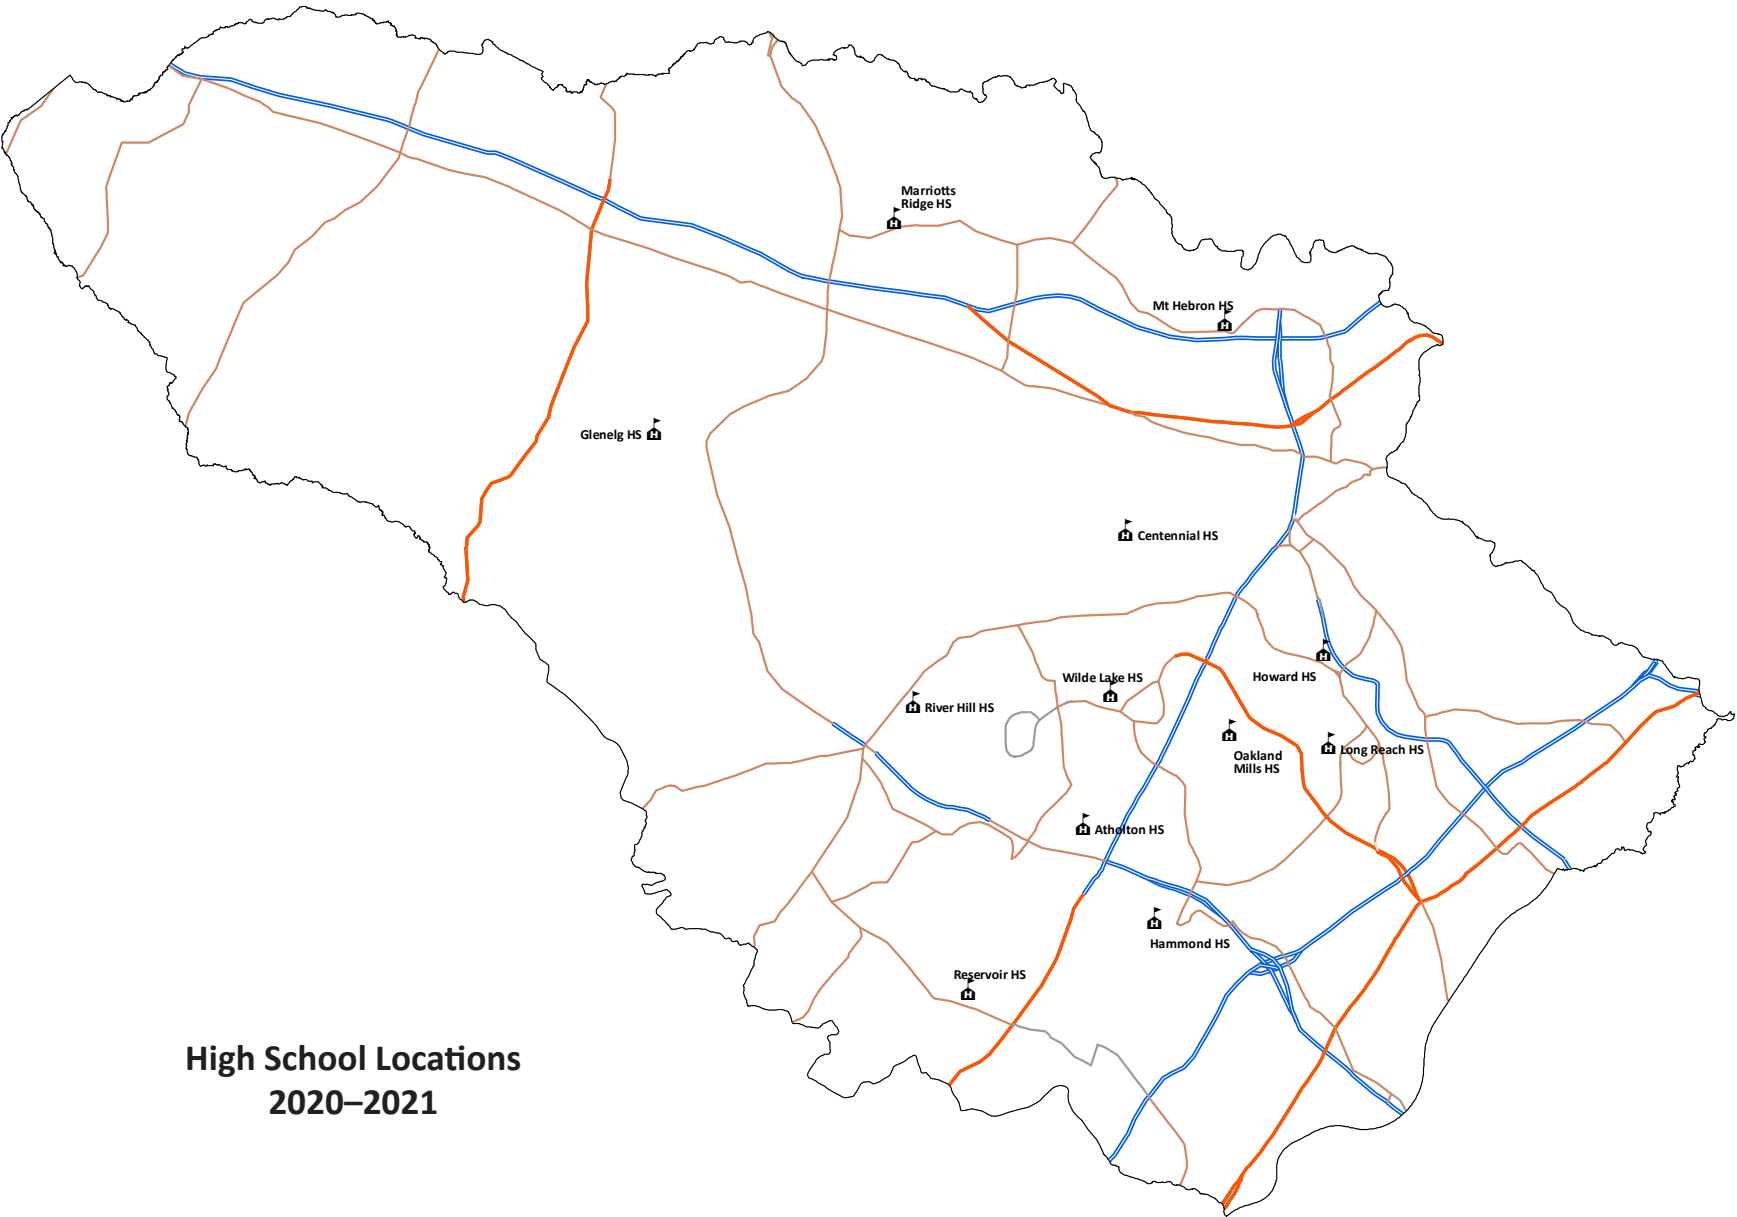 Marriotts
Ridge HS
Mt Hebron HS
Glenelg HS
Centennial HS
Wilde Lake HS
Howard HS
River Hill HS
Oakland
Mills HS
Long Reach HS
Atholton HS
Hammond HS
Reservoir HS
High School Locations
2020–2021